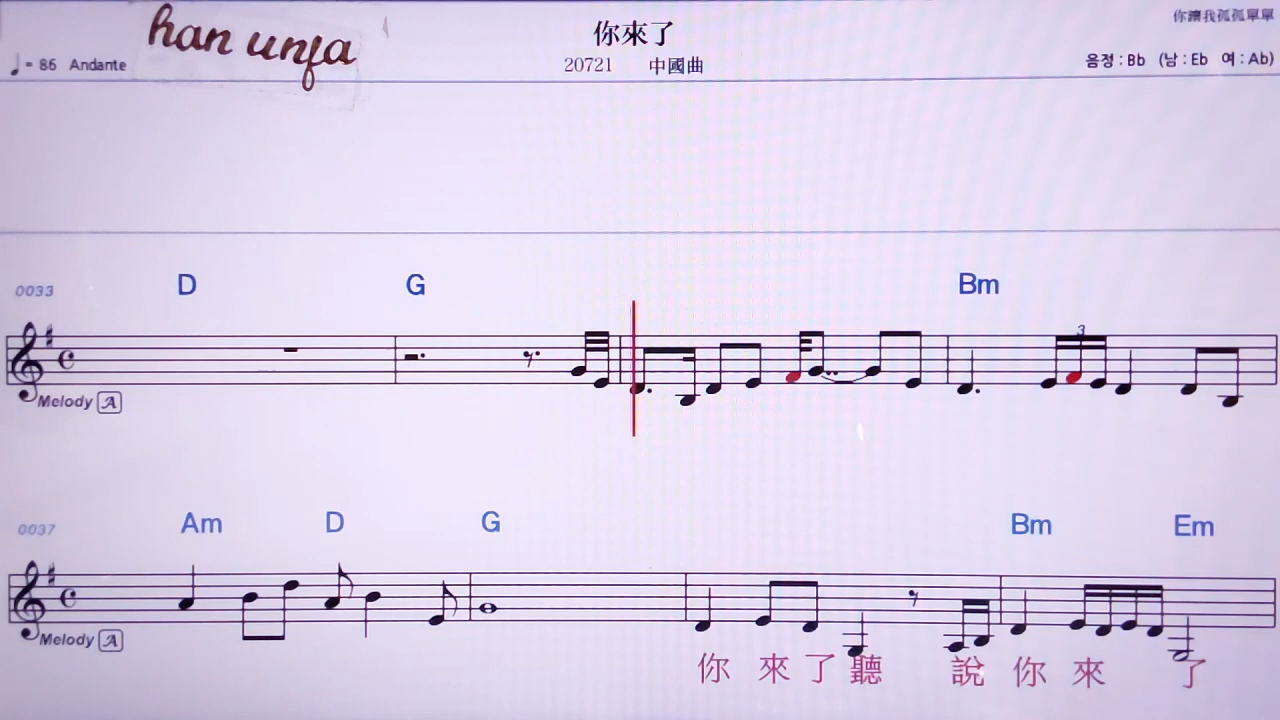 han unfa
你來了
你讓我孤孤單單
♩= 86 Andante
20721 中國曲
음정 : Bb (남 : Eb 여 : Ab)
D G Bm
0033
3
Melody A
Am D G Bm Em
0037
Melody A
你 來 了 聽 說 你 來 了